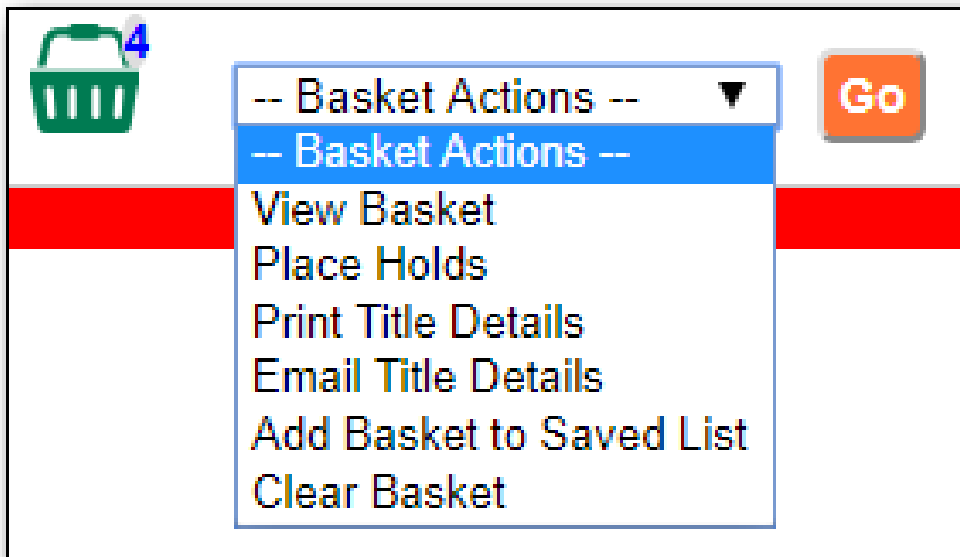 4
-- Basket Actions -- ▼ Go
-- Basket Actions --
View Basket
Place Holds
Print Title Details
Email Title Details
Add Basket to Saved List
Clear Basket